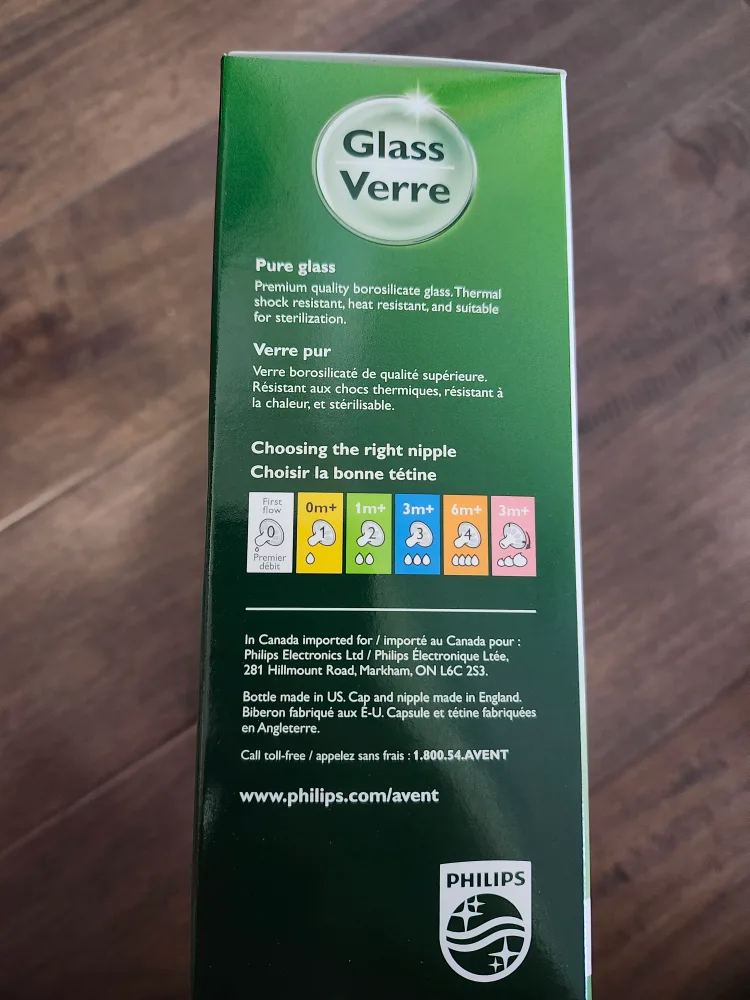 Glass
Verre
Pure glass
Premium quality borosilicate glass. Thermal
shock resistant, heat resistant, and suitable
for sterilization.
Verre pur
Verre borosilicaté de qualité supérieure.
Résistant aux chocs thermiques, résistant à
la chaleur, et stérilisable.
Choosing the right nipple
Choisir la bonne tétine
First
flow
0
Premier
débit
0m+
1
1m+
2
3m+
3
6m+
4
3m+
In Canada imported for / importé au Canada pour :
Philips Electronics Ltd / Philips Électronique Ltée,
281 Hillmount Road, Markham, ON L6C 2S3.
Bottle made in US. Cap and nipple made in England.
Biberon fabriqué aux É-U. Capsule et tétine fabriquées
en Angleterre.
Call toll-free / appelez sans frais : 1.800.54.AVENT
www.philips.com/avent
PHILIPS